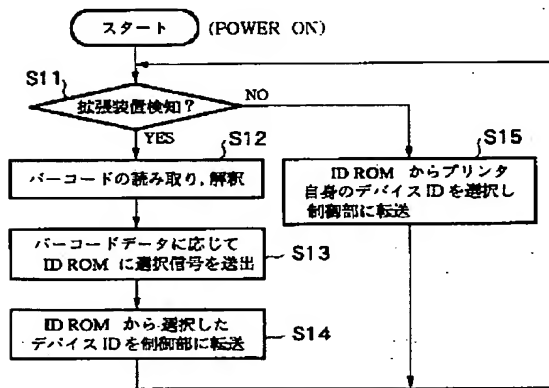 スタート (POWER ON)
S11
拡張装置検知?
NO
YES
S12
バーコードの読み取り,解釈
S15
ID ROM からプリンタ
自身のデバイス ID を選択し
制御部に転送
バーコードデータに応じて
ID ROM に選択信号を送出
S13
ID ROM から選択した
デバイス ID を制御部に転送
S14